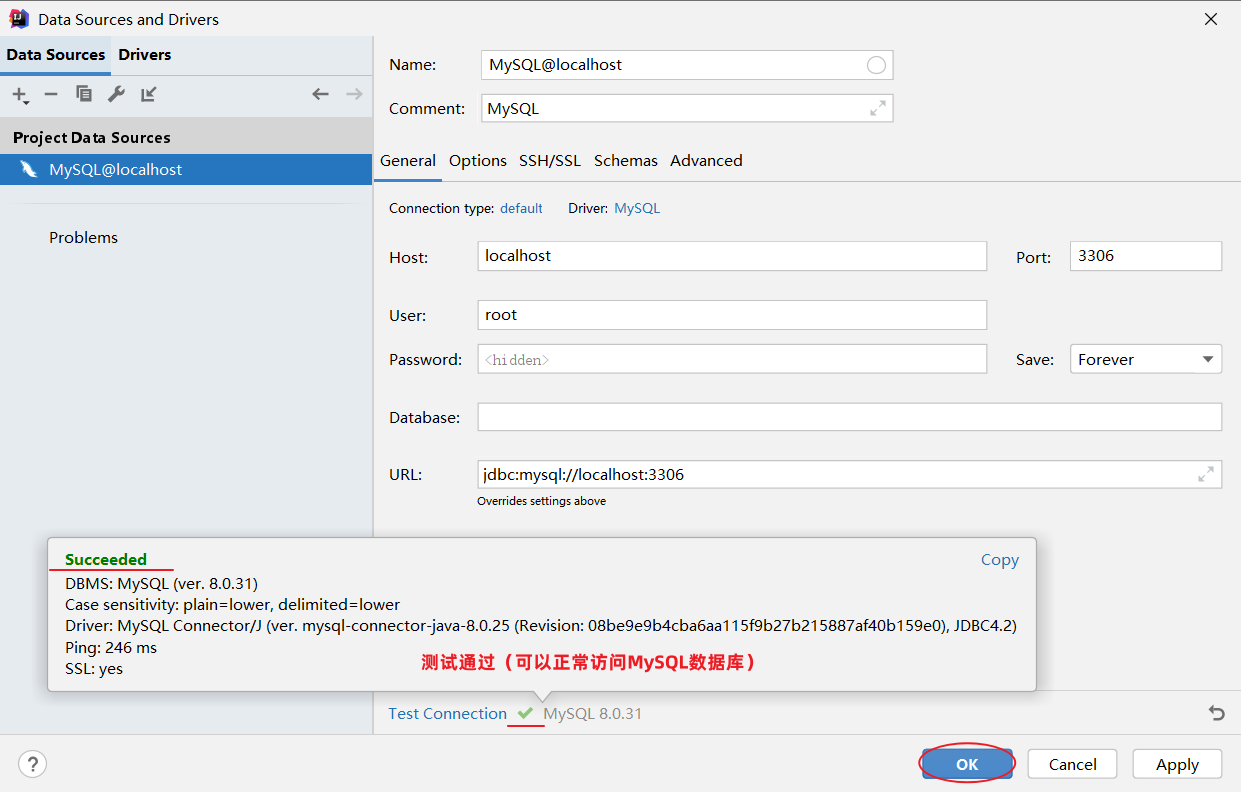 Data Sources and Drivers
Data Sources Drivers
Project Data Sources
MySQL@localhost
Problems
Name: MySQL@localhost
Comment: MySQL
General Options SSH/SSL Schemas Advanced
Connection type: default Driver: MySQL
Host: localhost Port: 3306
User: root
Password: <hidden> Save: Forever
Database:
URL: jdbc:mysql://localhost:3306
Overrides settings above
Succeeded Copy
DBMS: MySQL (ver. 8.0.31)
Case sensitivity: plain=lower, delimited=lower
Driver: MySQL Connector/J (ver. mysql-connector-java-8.0.25 (Revision: 08be9e9b4cba6aa115f9b27b215887af40b159e0), JDBC4.2)
Ping: 246 ms
SSL: yes
测试通过（可以正常访问MySQL数据库）
Test Connection MySQL 8.0.31
? OK Cancel Apply